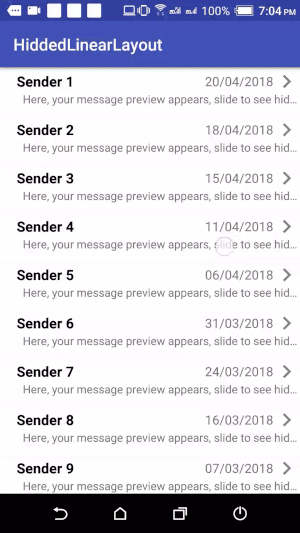 100% 7:04 PM
HiddedLinearLayout
Sender 1 20/04/2018
Here, your message preview appears, slide to see hid...
Sender 2 18/04/2018
Here, your message preview appears, slide to see hid...
Sender 3 15/04/2018
Here, your message preview appears, slide to see hid...
Sender 4 11/04/2018
Here, your message preview appears, slide to see hid...
Sender 5 06/04/2018
Here, your message preview appears, slide to see hid...
Sender 6 31/03/2018
Here, your message preview appears, slide to see hid...
Sender 7 24/03/2018
Here, your message preview appears, slide to see hid...
Sender 8 16/03/2018
Here, your message preview appears, slide to see hid...
Sender 9 07/03/2018
Here, your message preview appears, slide to see hid...